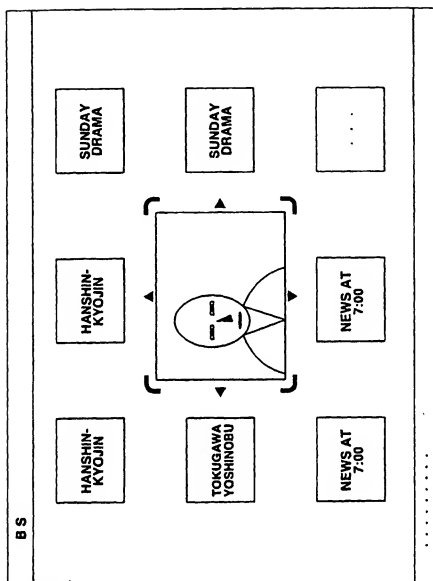 BS
HANSHIN-
KYOJIN
HANSHIN-
KYOJIN
SUNDAY
DRAMA
TOKUGAWA
YOSHINOBU
SUNDAY
DRAMA
NEWS AT
7:00
NEWS AT
7:00
. . .
. . . . . . . . .